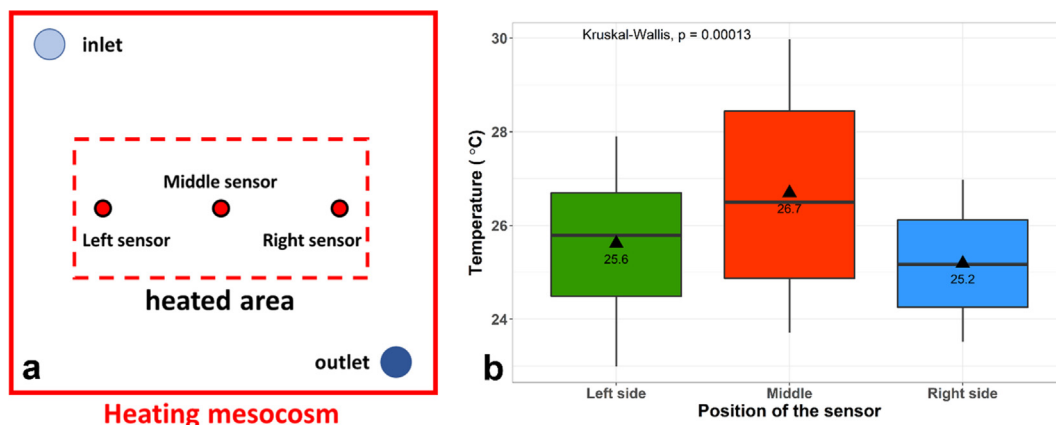 inlet
Middle sensor
Left sensor
Right sensor
heated area
outlet
a
Heating mesocosm
Kruskal-Wallis, p = 0.00013
30
28
26
24
Temperature ( °C)
25.6
26.7
25.2
b
Left side
Middle
Right side
Position of the sensor